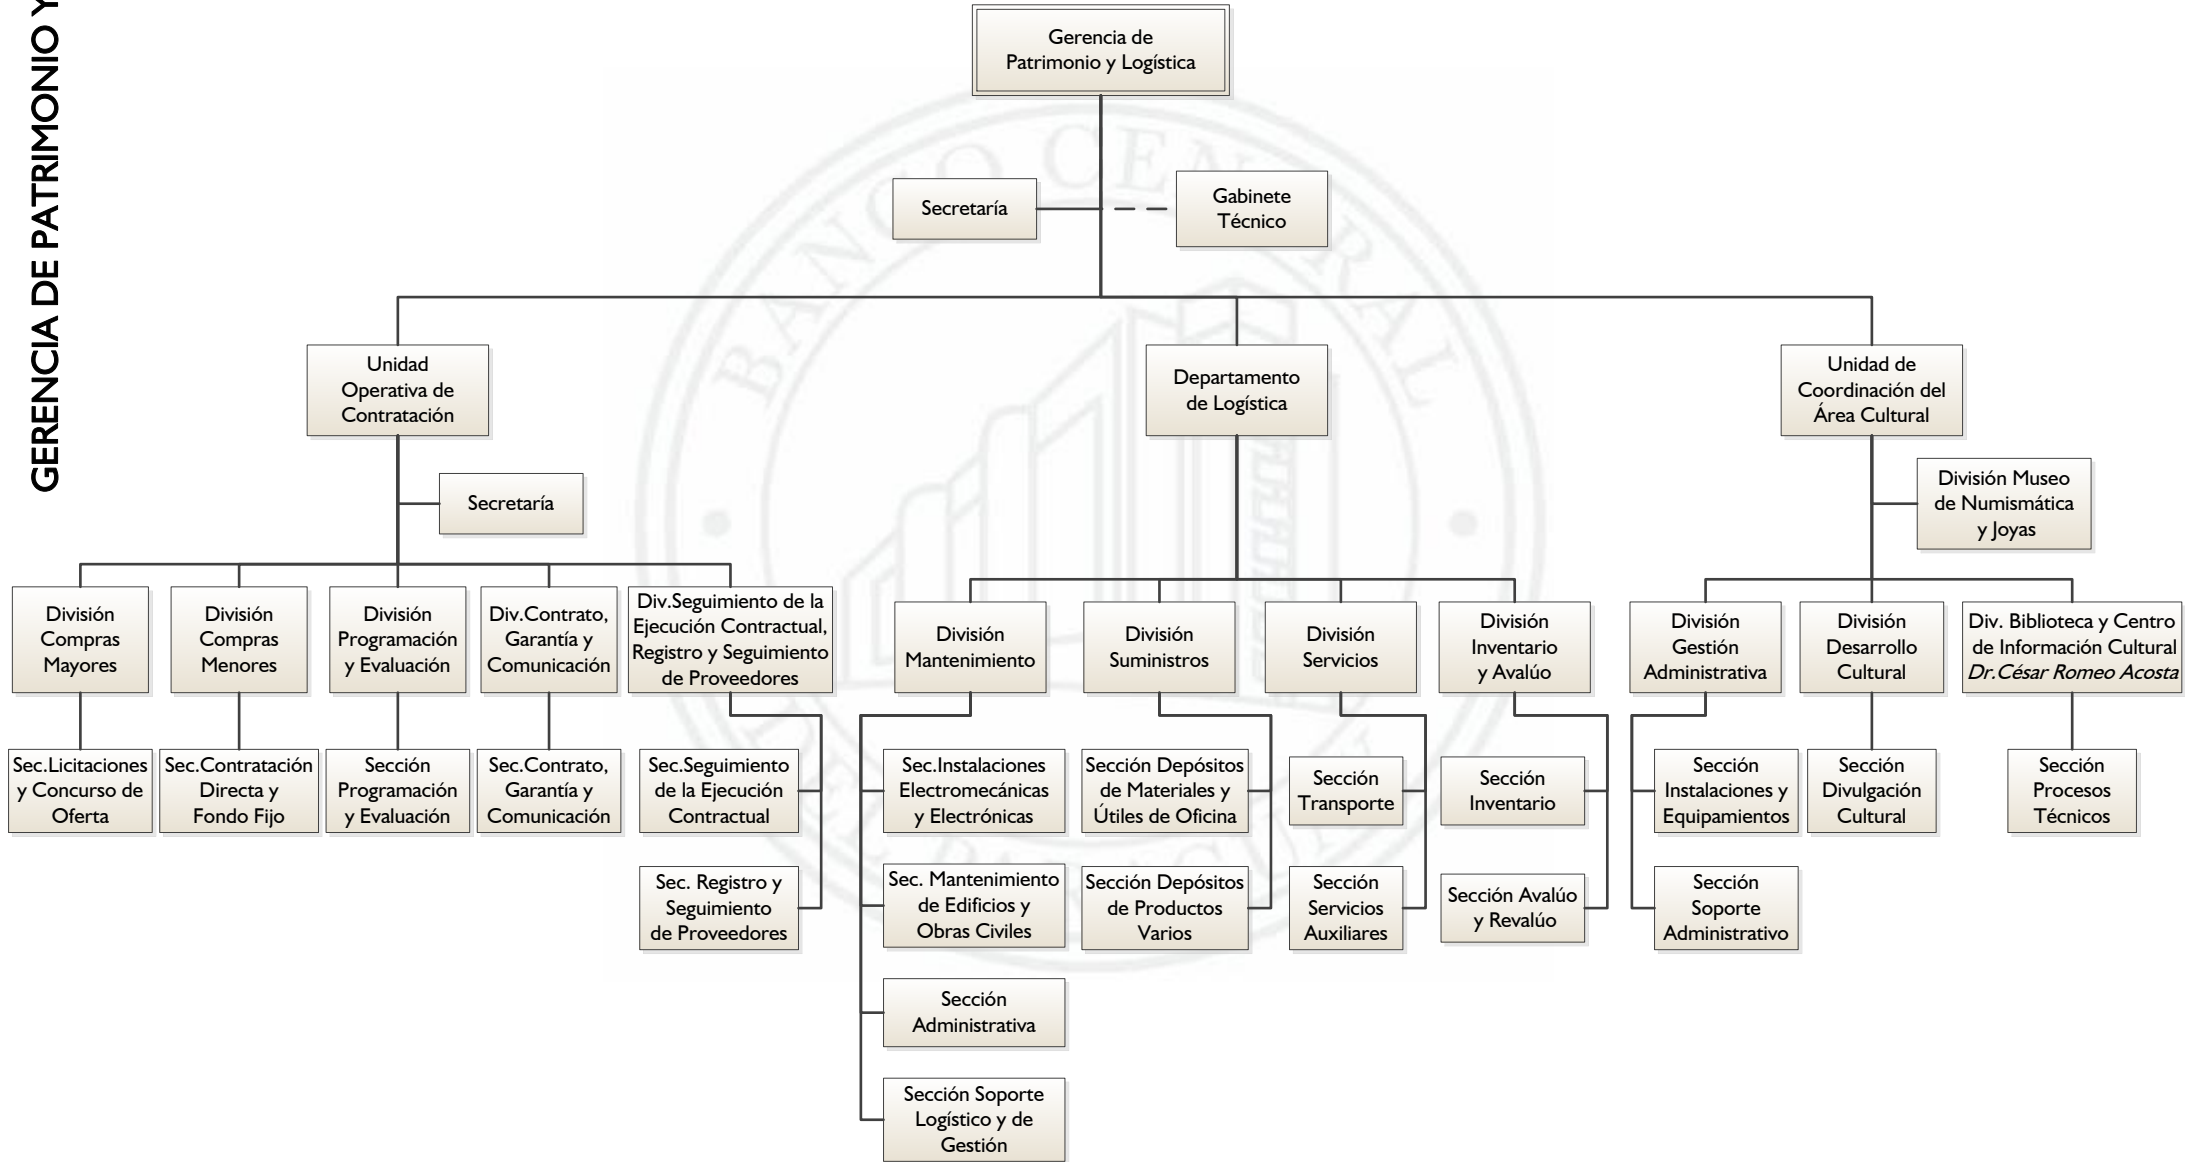 GERENCIA DE PATRIMONIO Y
Gerencia de
Patrimonio y Logística
Secretaría
Gabinete
Técnico
Unidad
Operativa de
Contratación
Departamento
de Logística
Unidad de
Coordinación del
Área Cultural
Secretaría
División Museo
de Numismática
y Joyas
División
Compras
Mayores
División
Compras
Menores
División
Programación
y Evaluación
Div.Contrato,
Garantía y
Comunicación
Div.Seguimiento de la
Ejecución Contractual,
Registro y Seguimiento
de Proveedores
División
Mantenimiento
División
Suministros
División
Servicios
División
Inventario
y Avalúo
División
Gestión
Administrativa
División
Desarrollo
Cultural
Div. Biblioteca y Centro
de Información Cultural
Dr.César Romeo Acosta
Sec.Licitaciones
y Concurso de
Oferta
Sec.Contratación
Directa y
Fondo Fijo
Sección
Programación
y Evaluación
Sec.Contrato,
Garantía y
Comunicación
Sec.Seguimiento
de la Ejecución
Contractual
Sec.Instalaciones
Electromecánicas
y Electrónicas
Sección Depósitos
de Materiales y
Útiles de Oficina
Sección
Transporte
Sección
Inventario
Sección
Instalaciones y
Equipamientos
Sección
Divulgación
Cultural
Sección
Procesos
Técnicos
Sec. Registro y
Seguimiento
de Proveedores
Sec. Mantenimiento
de Edificios y
Obras Civiles
Sección Depósitos
de Productos
Varios
Sección
Servicios
Auxiliares
Sección Avalúo
y Revalúo
Sección
Soporte
Administrativo
Sección
Administrativa
Sección Soporte
Logístico y de
Gestión
BANCO CENTRAL
DEL PARAGUAY